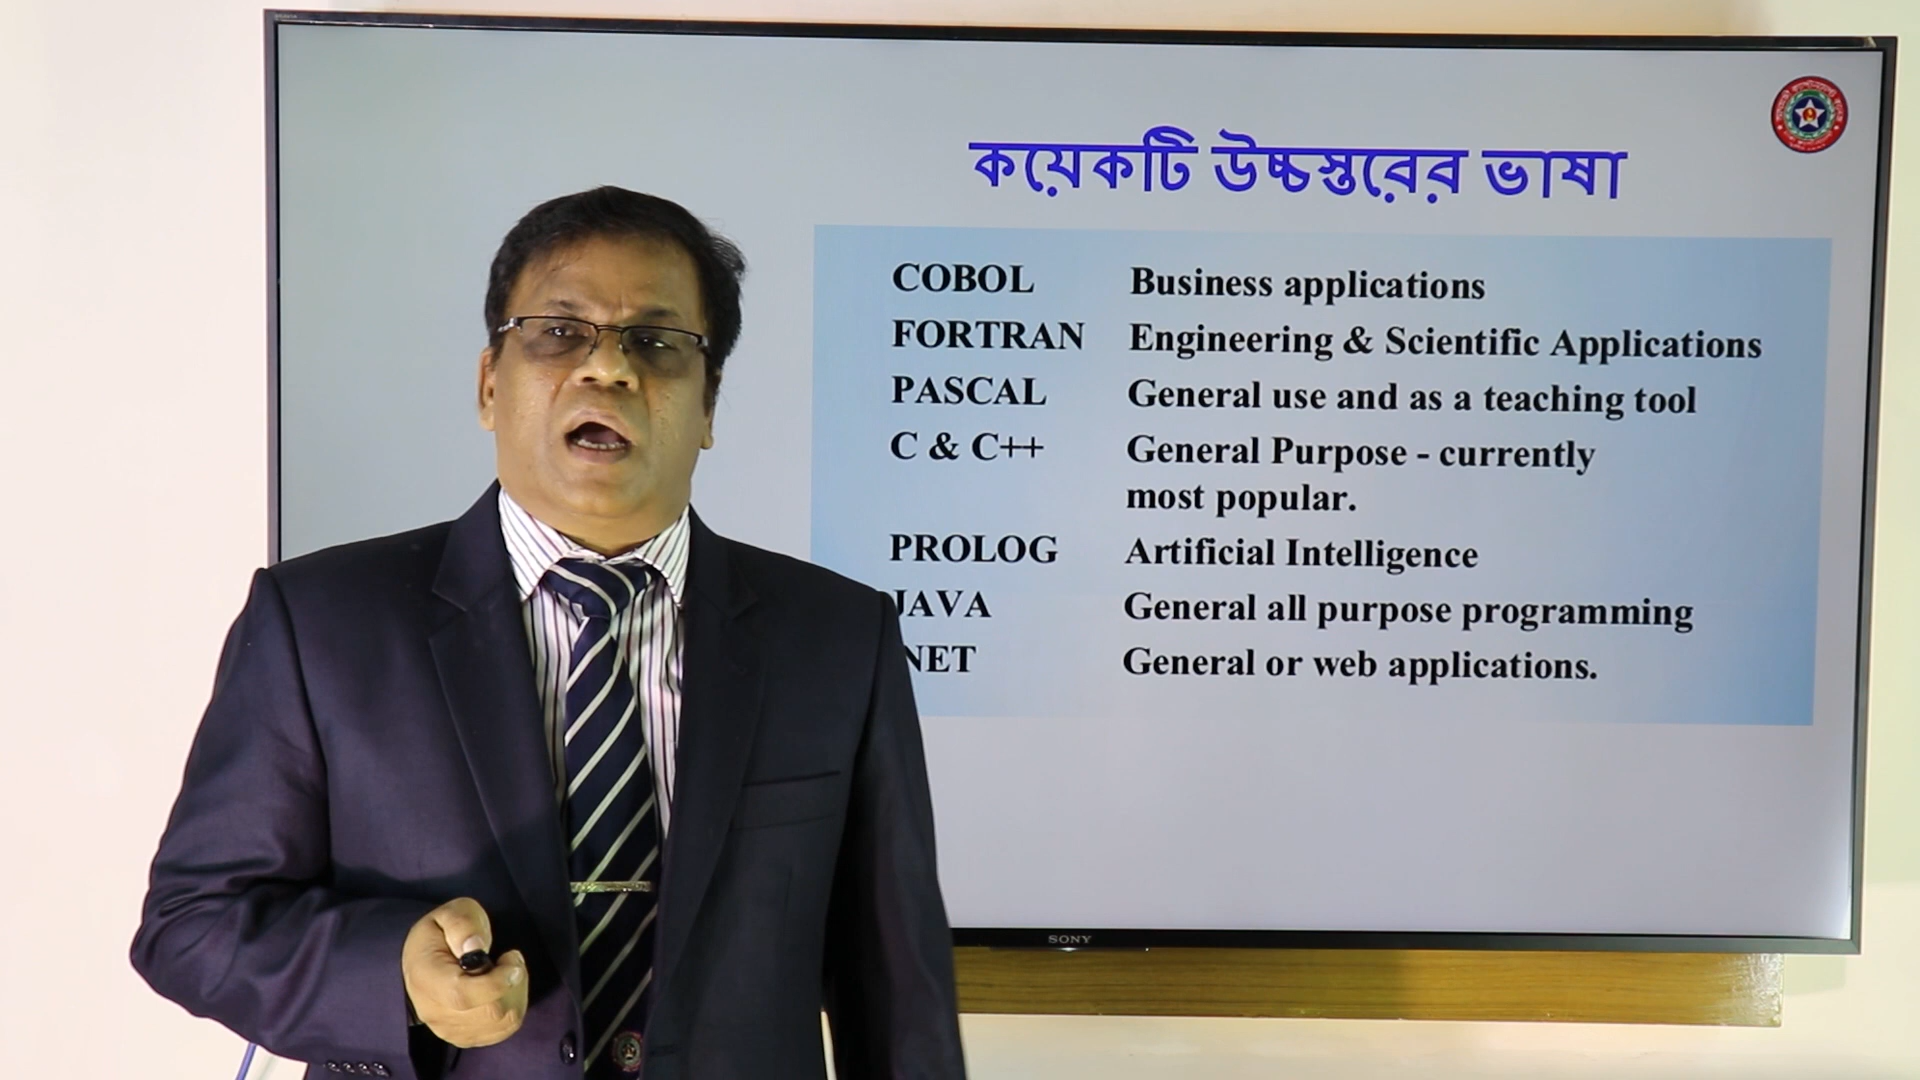 কয়েকটি উচ্চস্তরের ভাষা
COBOL Business applications
FORTRAN Engineering & Scientific Applications
PASCAL General use and as a teaching tool
C & C++ General Purpose - currently
most popular.
PROLOG Artificial Intelligence
JAVA General all purpose programming
NET General or web applications.
SONY